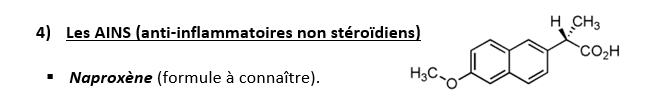 4) Les AINS (anti-inflammatoires non stéroïdiens)
H CH3
CO2H
▪ Naproxène (formule à connaître).
H3C
O